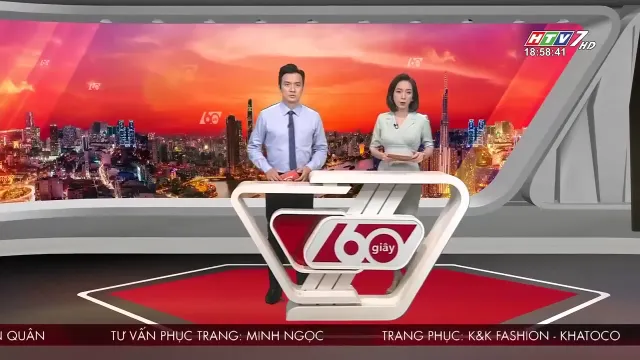 HTV7 HD
18:58:41
60 giây
N QUÂN TƯ VẤN PHỤC TRANG: MINH NGỌC TRANG PHỤC: K&K FASHION - KHATOCO